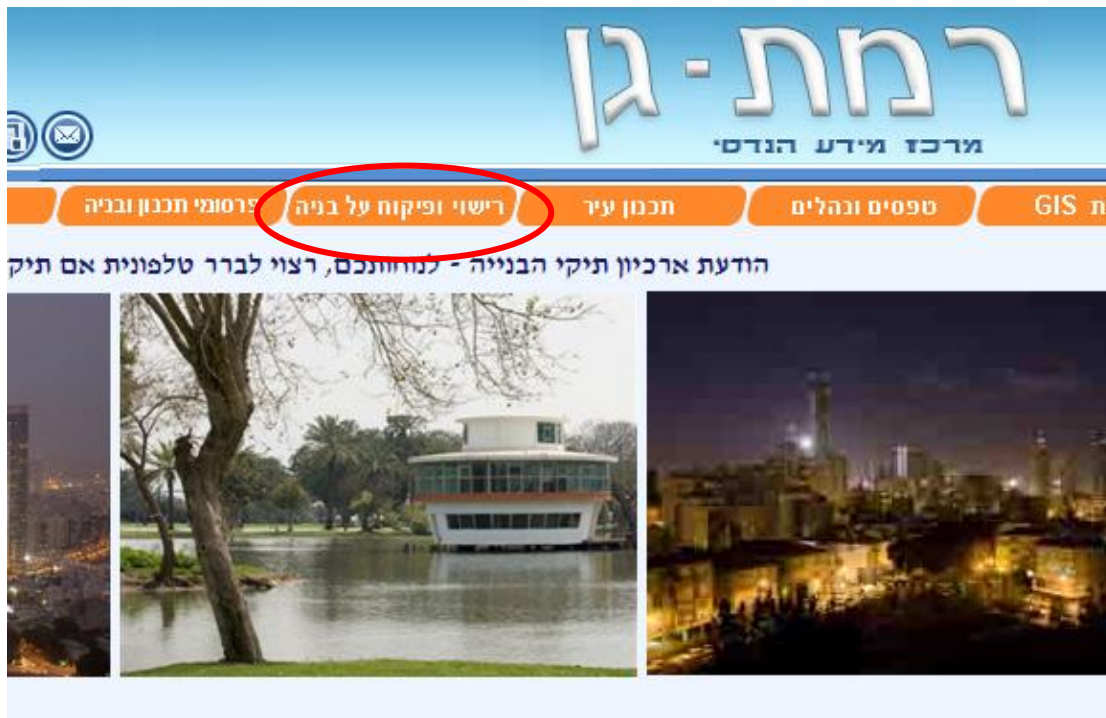 רמת-גן
מרכז מידע הנדסי
ת GIS
טפסים ונהלים
תכנון עיר
רישוי ופיקוח על בניה
פרסומי תכנון ובניה
הודעת ארכיון תיקי הבנייה - לנוחותכם, רצוי לברר טלפונית אם תיק